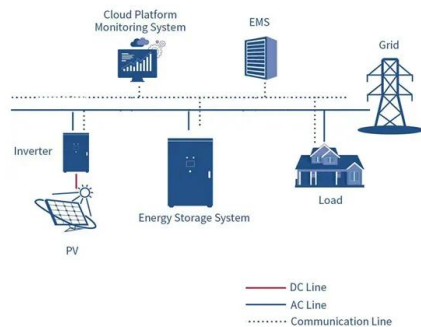 Cloud Platform
Monitoring System
EMS
Grid
Inverter
Energy Storage System
Load
PV
DC Line
AC Line
Communication Line